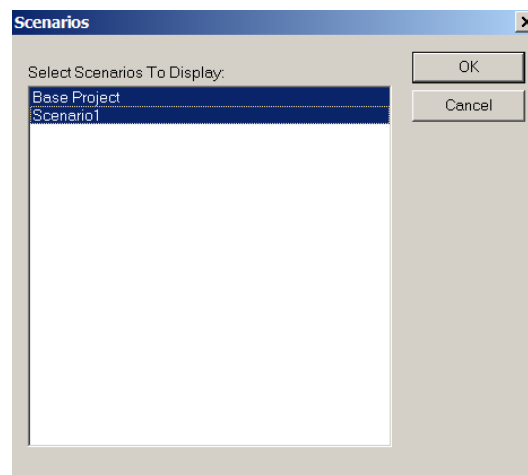 Scenarios
Select Scenarios To Display:
Base Project
Scenario1
OK
Cancel